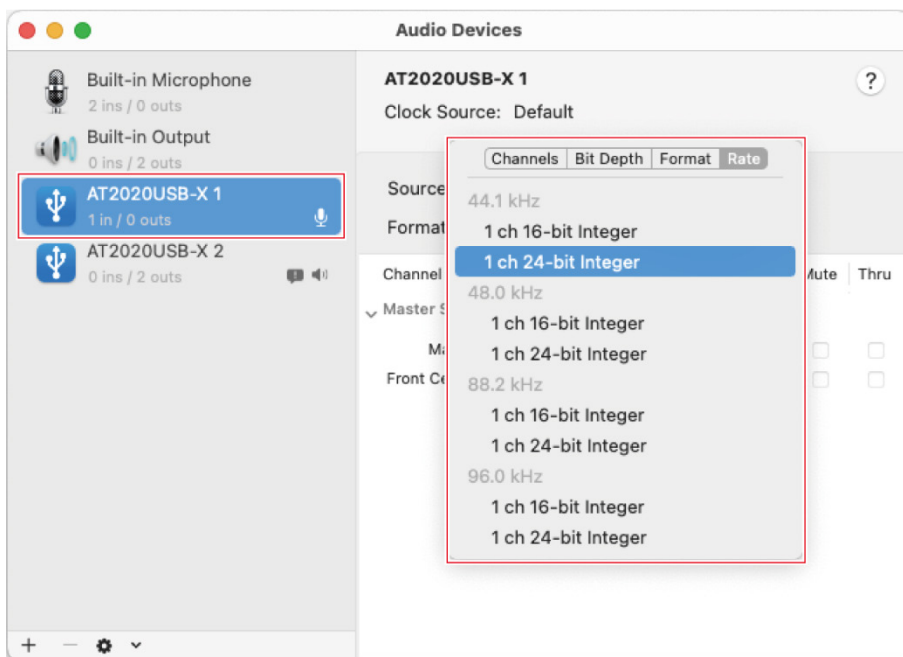 Audio Devices
Built-in Microphone
2 ins / 0 outs
Built-in Output
0 ins / 2 outs
AT2020USB-X 1
1 in / 0 outs
AT2020USB-X 2
0 ins / 2 outs
AT2020USB-X 1
?
Clock Source: Default
Source
Format
Channels Bit Depth Format Rate
44.1 kHz
1 ch 16-bit Integer
1 ch 24-bit Integer
48.0 kHz
1 ch 16-bit Integer
1 ch 24-bit Integer
88.2 kHz
1 ch 16-bit Integer
1 ch 24-bit Integer
96.0 kHz
1 ch 16-bit Integer
1 ch 24-bit Integer
Channel Mute Thru
Master
Front